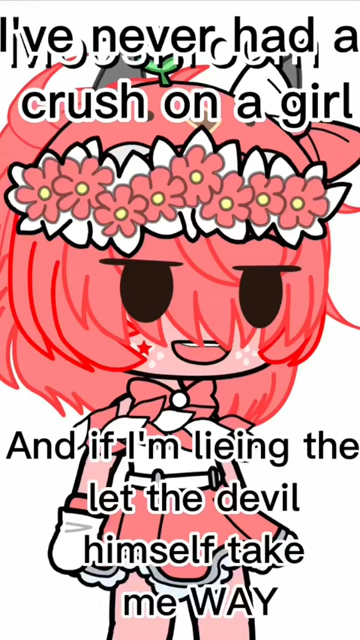 I've never had a
crush on a girl
And if I'm lieing the
let the devil
himself take
me WAY